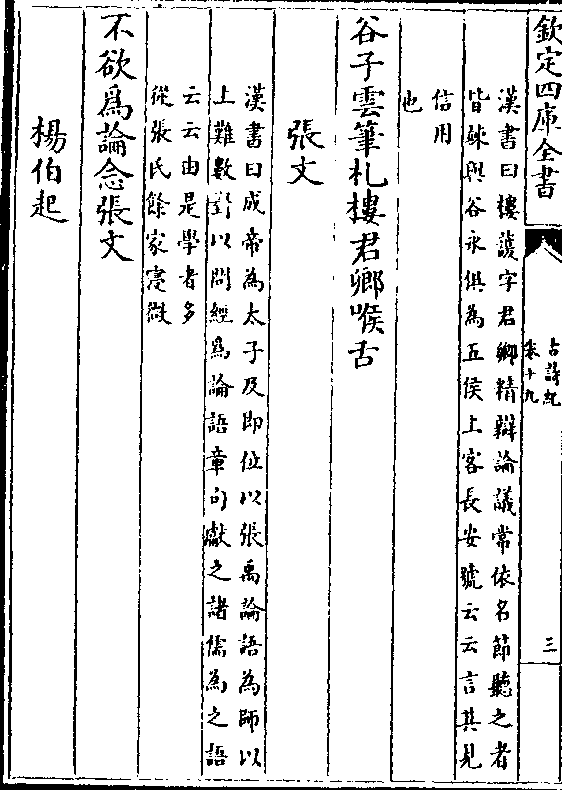 欽定四庫全書
古詩紀
卷十九
三
漢書曰樓護字君卿精辯論議常依名節聽之者
皆竦與谷永俱為五侯上客長安號云云言其見
信用
也
谷子雲筆札樓君卿喉舌
張文
漢書曰成帝為太子及即位以張禹論語為師以
上難數對以問經為論語章句獻之諸儒為之語
云云由是學者多
從張氏餘家寖微
不欲為論念張文
楊伯起